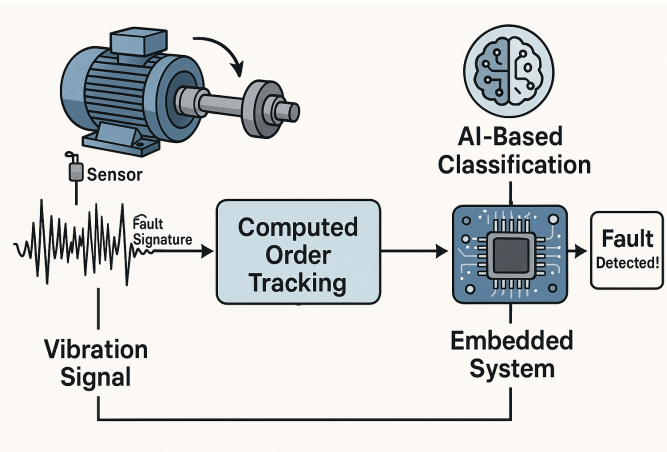 Sensor
AI-Based
Classification
Fault
Signature
Computed
Order
Tracking
Fault
Detected!
Vibration
Signal
Embedded
System